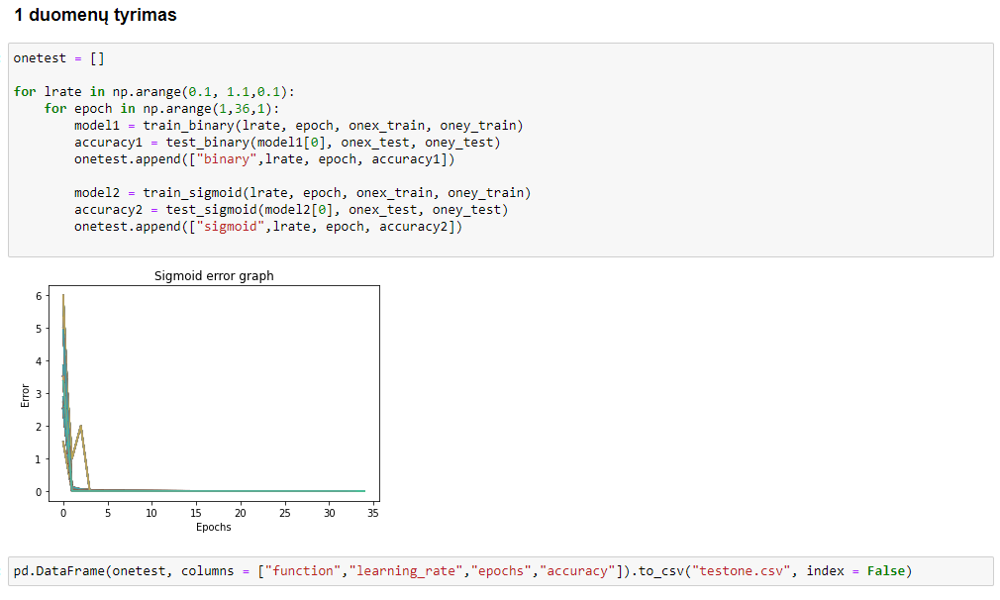 1 duomenų tyrimas
onetest = []
for lrate in np.arange(0.1, 1.1,0.1):
    for epoch in np.arange(1,36,1):
        model1 = train_binary(lrate, epoch, onex_train, oney_train)
        accuracy1 = test_binary(model1[0], onex_test, oney_test)
        onetest.append(["binary",lrate, epoch, accuracy1])
        model2 = train_sigmoid(lrate, epoch, onex_train, oney_train)
        accuracy2 = test_sigmoid(model2[0], onex_test, oney_test)
        onetest.append(["sigmoid",lrate, epoch, accuracy2])
Sigmoid error graph
6
5
4
3
2
1
0
Error
0 5 10 15 20 25 30 35
Epochs
pd.DataFrame(onetest, columns = ["function","learning_rate","epochs","accuracy"]).to_csv("testone.csv", index = False)